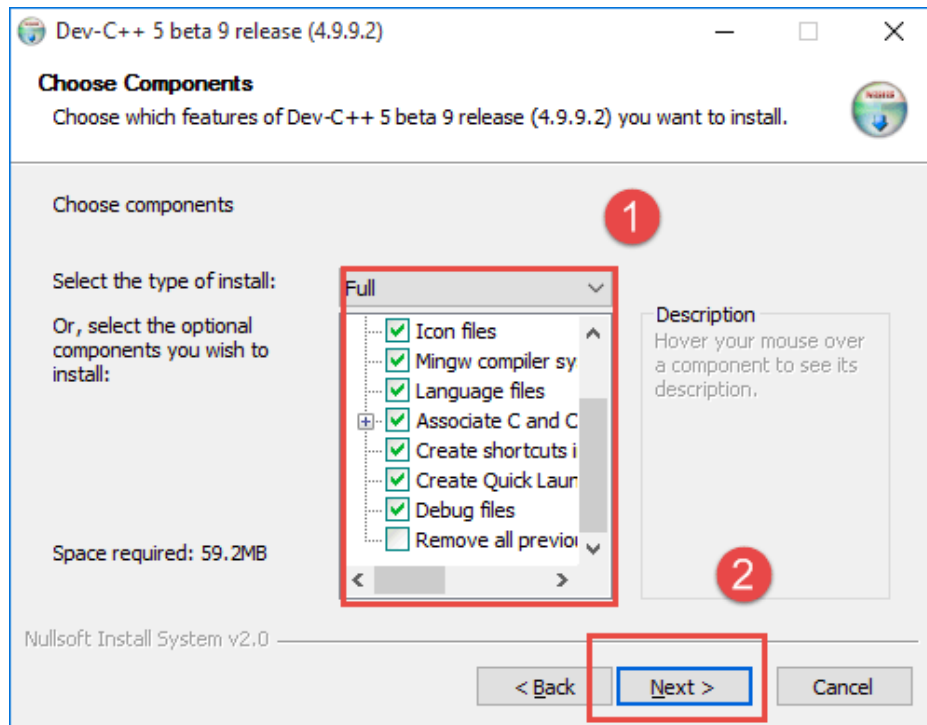 Dev-C++ 5 beta 9 release (4.9.9.2)
Choose Components
Choose which features of Dev-C++ 5 beta 9 release (4.9.9.2) you want to install.
Choose components
1
Select the type of install:
Full
Or, select the optional
components you wish to
install:
Icon files
Mingw compiler sy
Language files
Associate C and C
Create shortcuts i
Create Quick Laun
Debug files
Remove all previou
Description
Hover your mouse over
a component to see its
description.
Space required: 59.2MB
2
Nullsoft Install System v2.0
< Back
Next >
Cancel